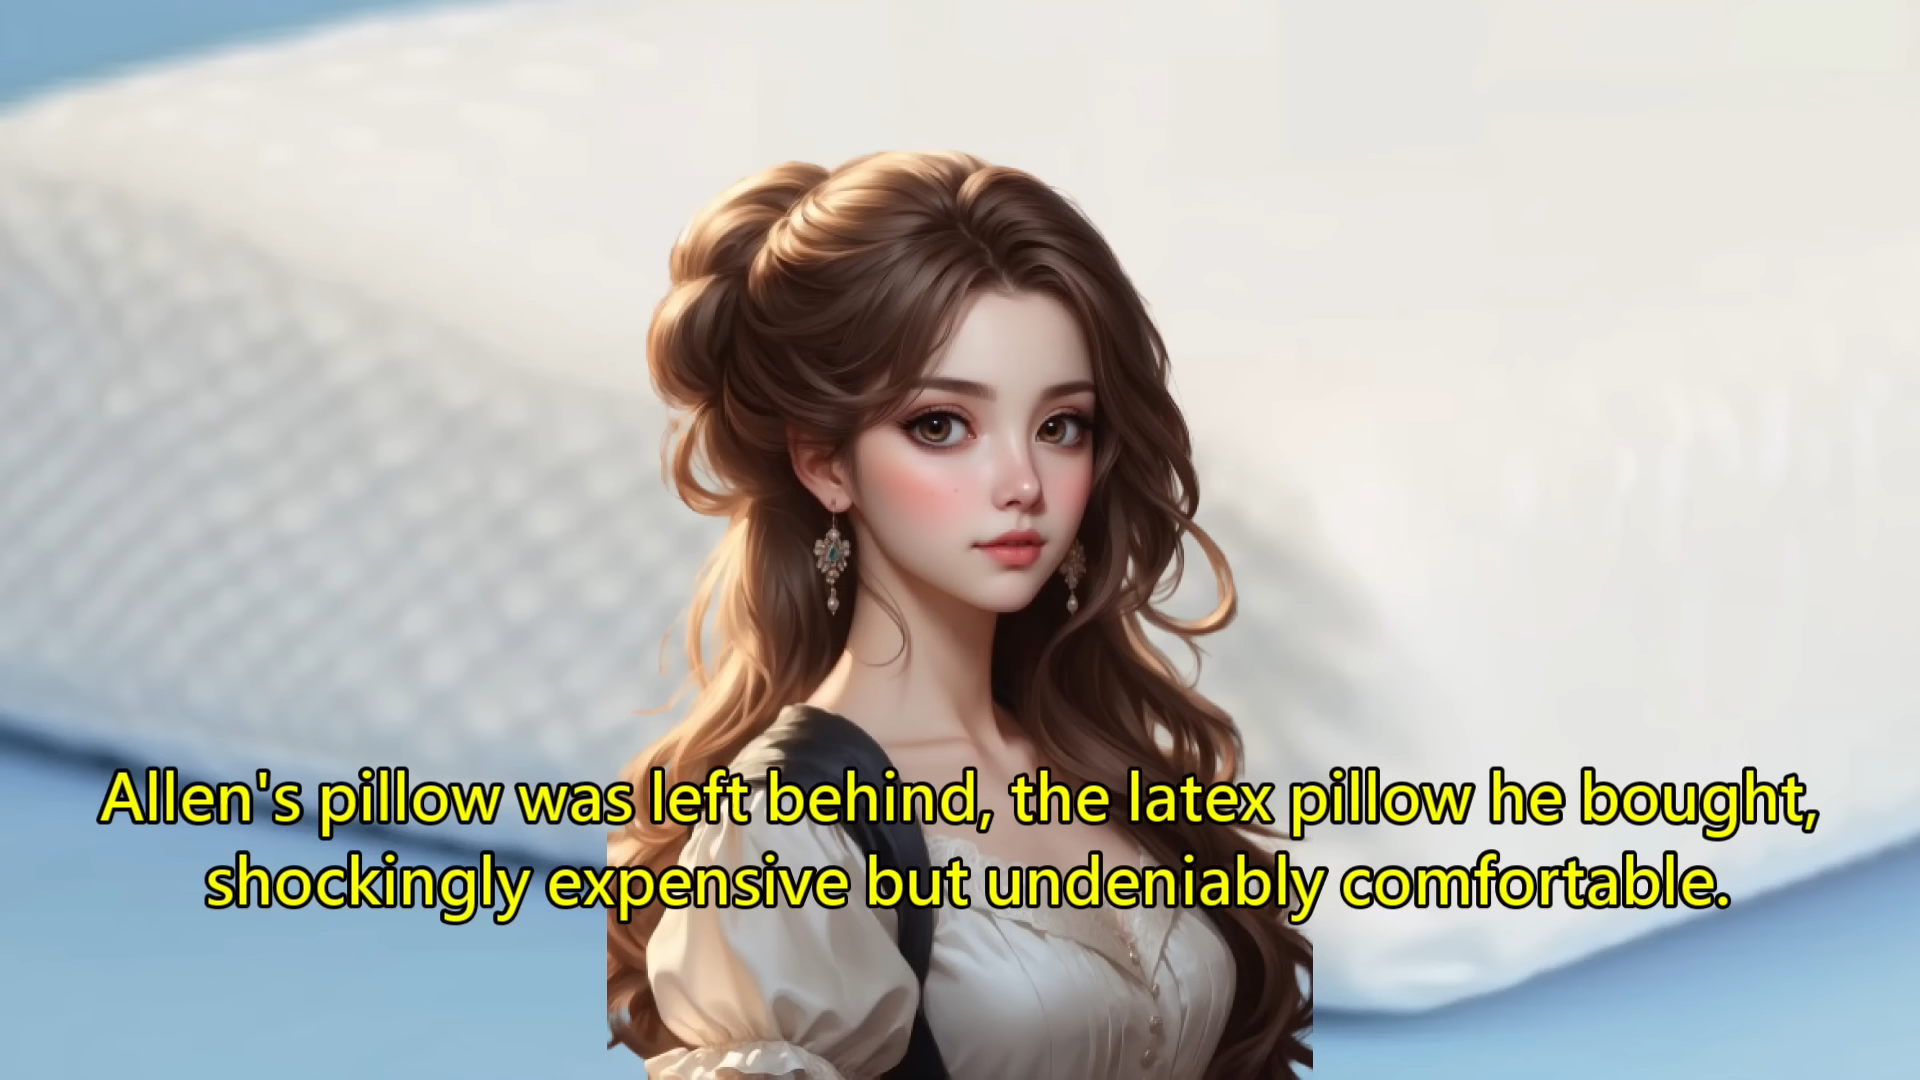 Allen's pillow was left behind, the latex pillow he bought,
shockingly expensive but undeniably comfortable.